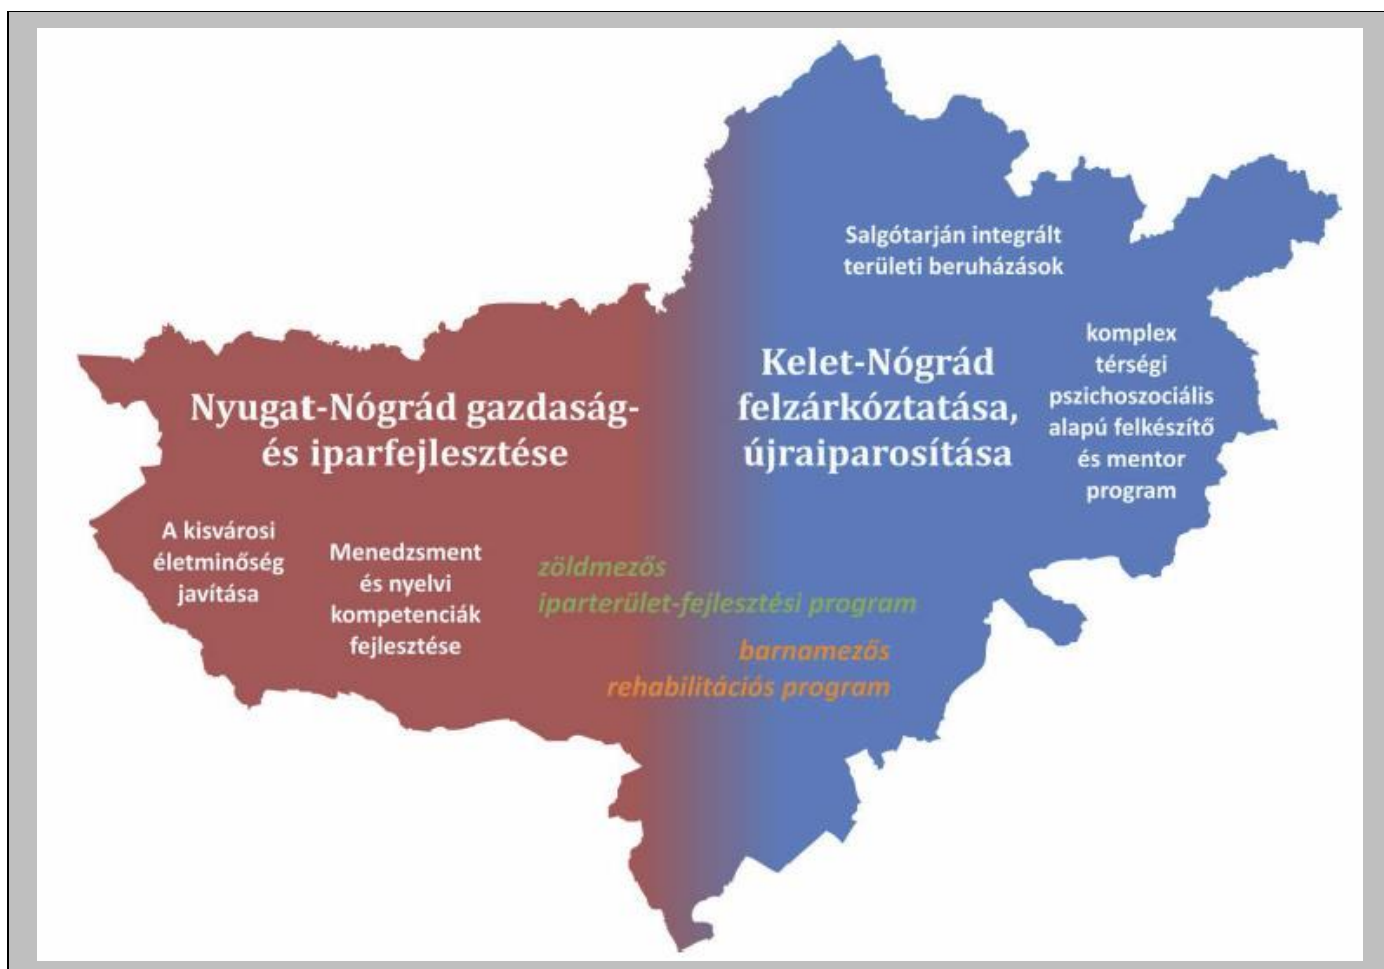 Salgótarján integrált
területi beruházások
Kelet-Nógrád
felzárkóztatása,
újraiparosítása
komplex
térségi
pszichoszociális
alapú felkészítő
és mentor
program
Nyugat-Nógrád gazdaság-
és iparfejlesztése
A kisvárosi
életminőség
javítása
Menedzsment
és nyelvi
kompetenciák
fejlesztése
zöldmezős
iparterület-fejlesztési program
barnamezős
rehabilitációs program